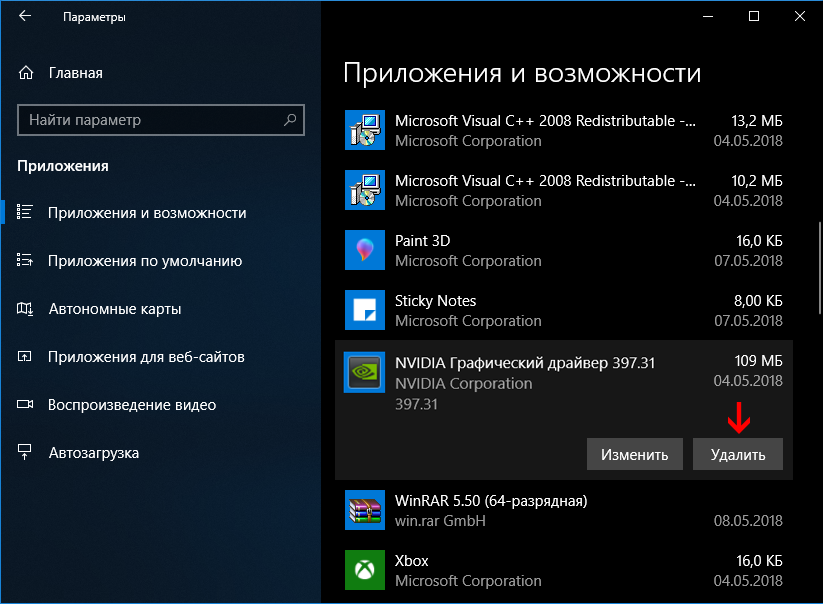 Параметры
Главная
Найти параметр
Приложения
Приложения и возможности
Приложения по умолчанию
Автономные карты
Приложения для веб-сайтов
Воспроизведение видео
Автозагрузка
Приложения и возможности
Microsoft Visual C++ 2008 Redistributable -... 13,2 МБ
Microsoft Corporation 04.05.2018
Microsoft Visual C++ 2008 Redistributable -... 10,2 МБ
Microsoft Corporation 04.05.2018
Paint 3D 16,0 КБ
Microsoft Corporation 07.05.2018
Sticky Notes 8,00 КБ
Microsoft Corporation 07.05.2018
NVIDIA Графический драйвер 397.31 109 МБ
NVIDIA Corporation 04.05.2018
397.31
Изменить Удалить
WinRAR 5.50 (64-разрядная)
win.rar GmbH 08.05.2018
Xbox 16,0 КБ
Microsoft Corporation 04.05.2018